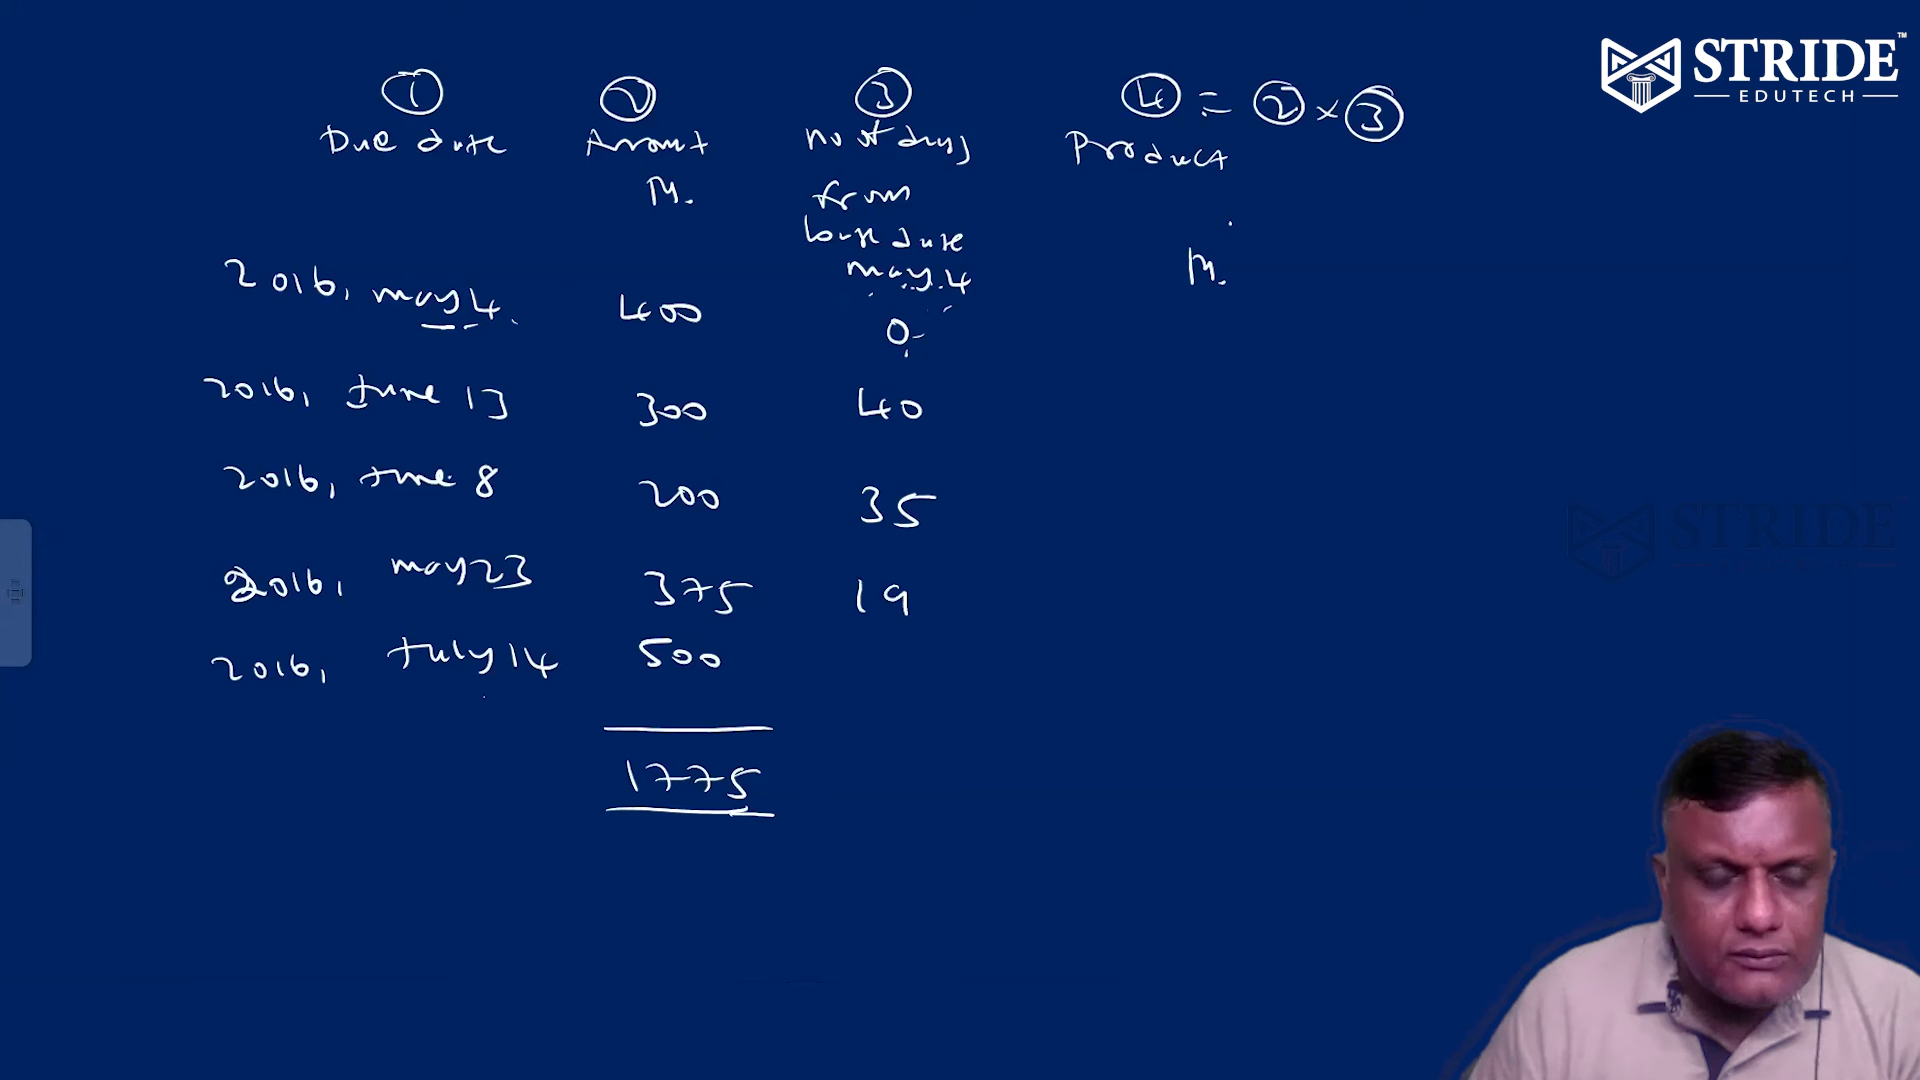 STRIDE™
EDUTECH
① ② ③ ④ = ② × ③
Due date Amount No of days Product
from
base date
May 4
2016, May 4 400 0
2016, June 13 300 40
2016, June 8 200 35
2016, May 23 375 19
2016, July 14 500
1775
STRIDE